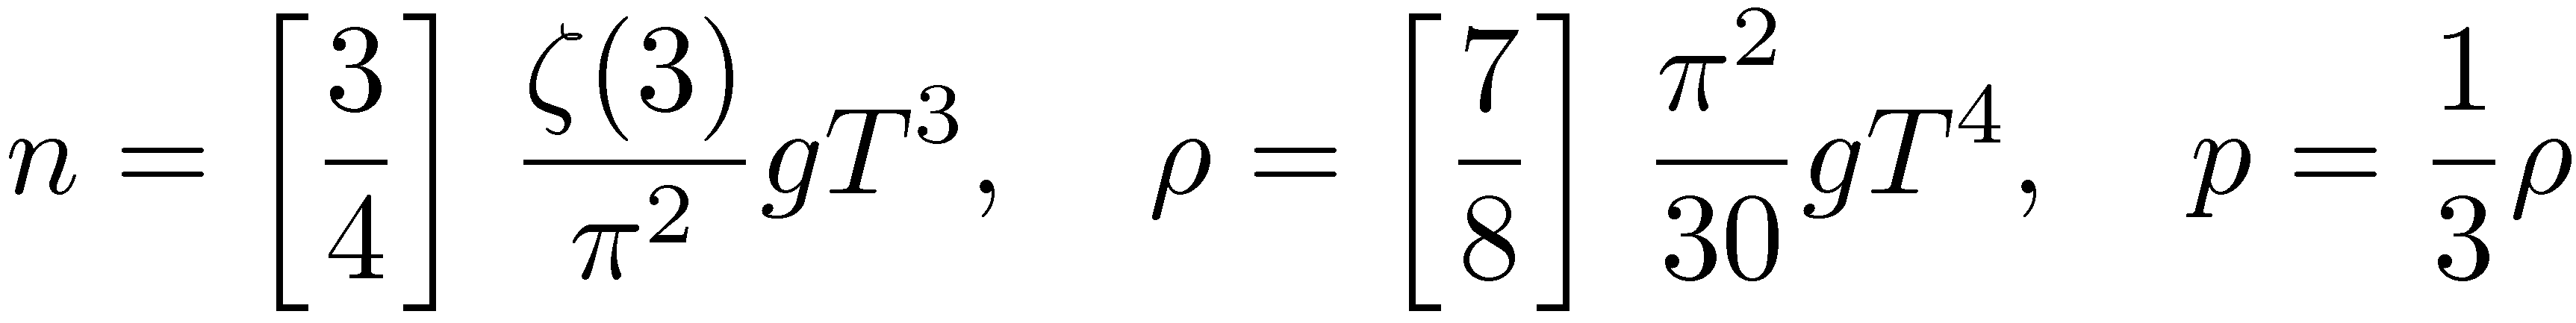 n = [3/4] ζ(3)/π² gT³, ρ = [7/8] π²/30 gT⁴, p = 1/3 ρ